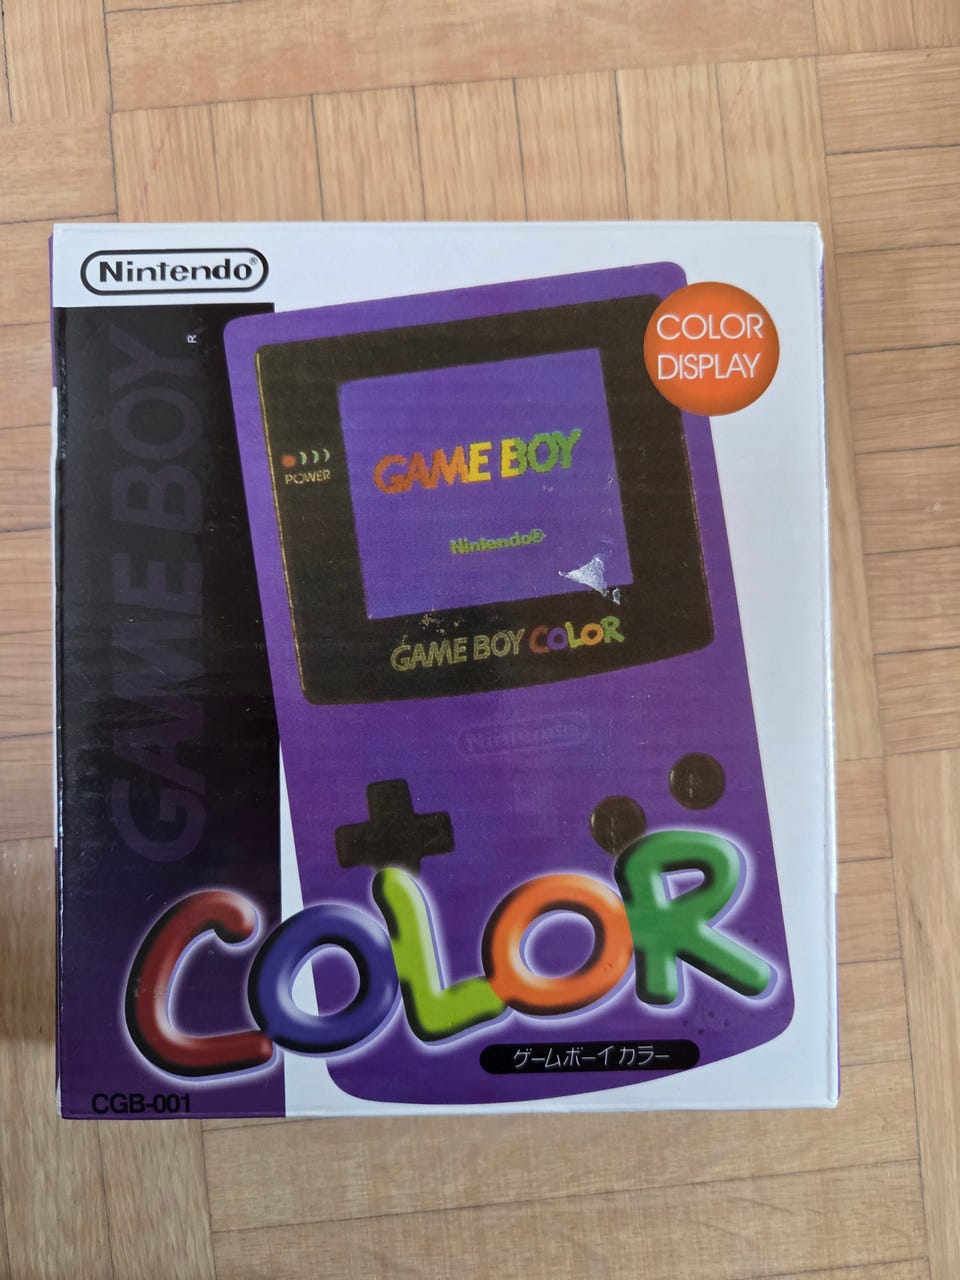 Nintendo®
GAME BOY
R
COLOR
DISPLAY
POWER
GAME BOY
Nintendo®
GAME BOY COLOR
Nintendo
COLOR
ゲームボーイカラー
CGB-001